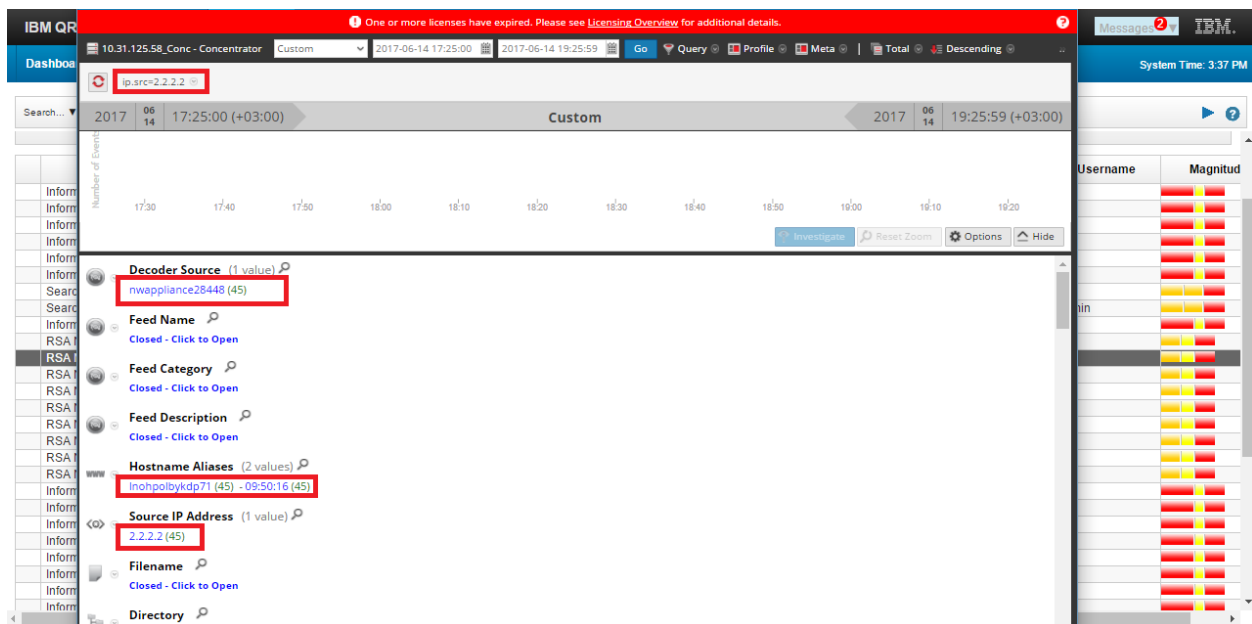 IBM QR
One or more licenses have expired. Please see Licensing Overview for additional details.
Messages 2
IBM.
10.31.125.58_Conc - Concentrator Custom 2017-06-14 17:25:00 2017-06-14 19:25:59 Go Query Profile Meta | Total Descending
Dashboa
System Time: 3:37 PM
ip.src=2.2.2.2
Search...
2017 06 14 17:25:00 (+03:00) Custom 2017 06 14 19:25:59 (+03:00)
Number of Events
17:30 17:40 17:50 18:00 18:10 18:20 18:30 18:40 18:50 19:00 19:10 19:20
Investigate Reset Zoom Options Hide
Username Magnitud
Inform
Inform
Inform
Inform
Inform
Inform
Searc
Searc
Inform
RSA N
RSA N
RSA N
RSA N
RSA N
RSA N
RSA N
RSA N
RSA N
Inform
Inform
Inform
Inform
Inform
Inform
Inform
Decoder Source (1 value)
nwappliance28448 (45)
Feed Name
Closed - Click to Open
Feed Category
Closed - Click to Open
Feed Description
Closed - Click to Open
Hostname Aliases (2 values)
www
lnohpolbykdp71 (45) - 09:50:16 (45)
Source IP Address (1 value)
2.2.2.2 (45)
Filename
Closed - Click to Open
Directory
min